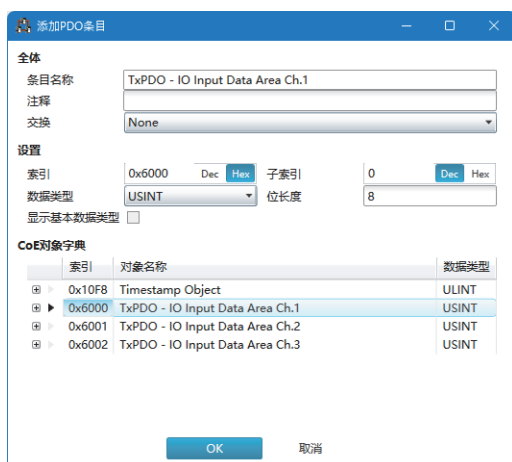 添加PDO条目
全体
条目名称 TxPDO - IO Input Data Area Ch.1
注释
交换 None
设置
索引 0x6000 Dec Hex 子索引 0 Dec Hex
数据类型 USINT 位长度 8
显示基本数据类型
CoE对象字典
索引 对象名称 数据类型
0x10F8 Timestamp Object ULINT
0x6000 TxPDO - IO Input Data Area Ch.1 USINT
0x6001 TxPDO - IO Input Data Area Ch.2 USINT
0x6002 TxPDO - IO Input Data Area Ch.3 USINT
OK 取消